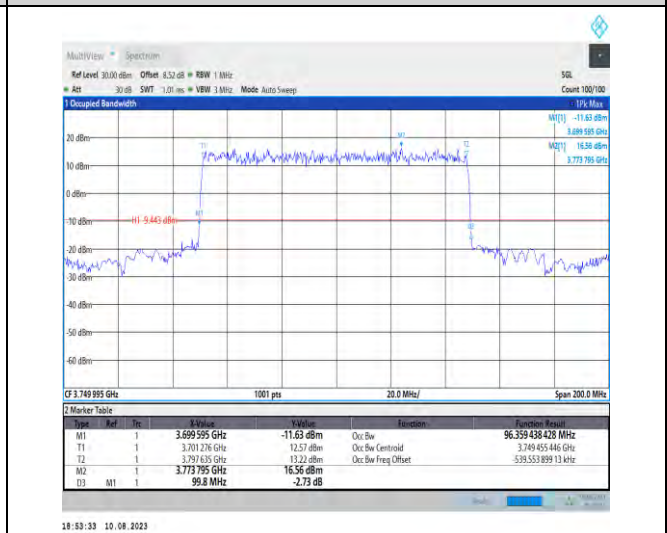 MultiView Spectrum
Ref Level 30.00 dBm Offset 8.52 dB RBW 1 MHz SGL
Att 30 dB SWT 1.01 ms VBW 3 MHz Mode Auto Sweep Count 100/100
1 Occupied Bandwidth 1Pk Max
M1[1] -11.63 dBm
3.699 595 GHz
M2[1] 16.56 dBm
3.773 795 GHz
20 dBm
T1 M1 T2
10 dBm
0 dBm
M1
-10 dBm H1 -9.443 dBm
-20 dBm
-30 dBm
-40 dBm
-50 dBm
-60 dBm
CF 3.749 995 GHz 1001 pts 20.0 MHz/ Span 200.0 MHz
2 Marker Table
Type Ref Trc X-Value Y-Value Function Function Result
M1 1 3.699 595 GHz -11.63 dBm Occ Bw 96.359 438 428 MHz
T1 1 3.701 276 GHz 12.57 dBm Occ Bw Centroid 3.749 455 446 GHz
T2 1 3.797 635 GHz 13.22 dBm Occ Bw Freq Offset -539.553 899 13 kHz
M2 1 3.773 795 GHz 16.56 dBm
D3 M1 1 99.8 MHz -2.73 dB
18:53:33 10.08.2023